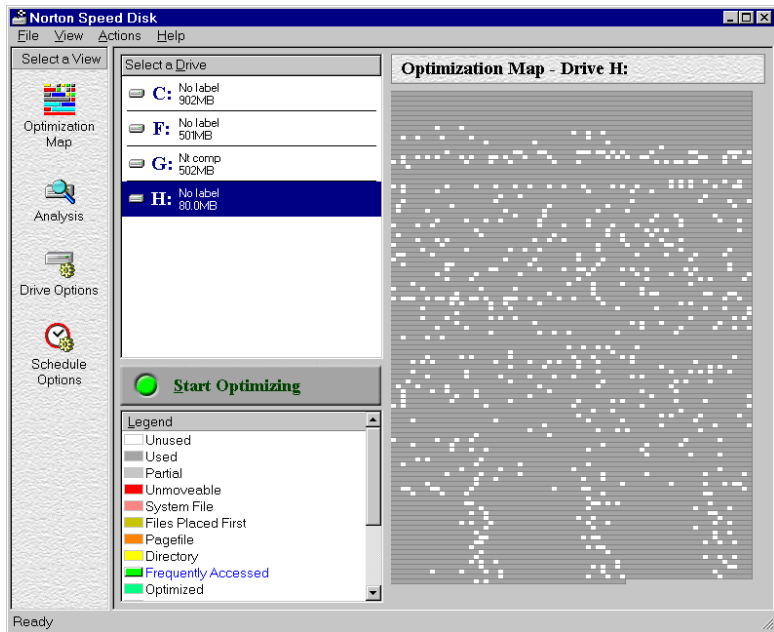 Norton Speed Disk
File View Actions Help
Select a View
Optimization
Map
Analysis
Drive Options
Schedule
Options
Select a Drive
C: No label
902MB
F: No label
501MB
G: Nt comp
502MB
H: No label
80.0MB
Start Optimizing
Legend
Unused
Used
Partial
Unmoveable
System File
Files Placed First
Pagefile
Directory
Frequently Accessed
Optimized
Optimization Map - Drive H:
Ready